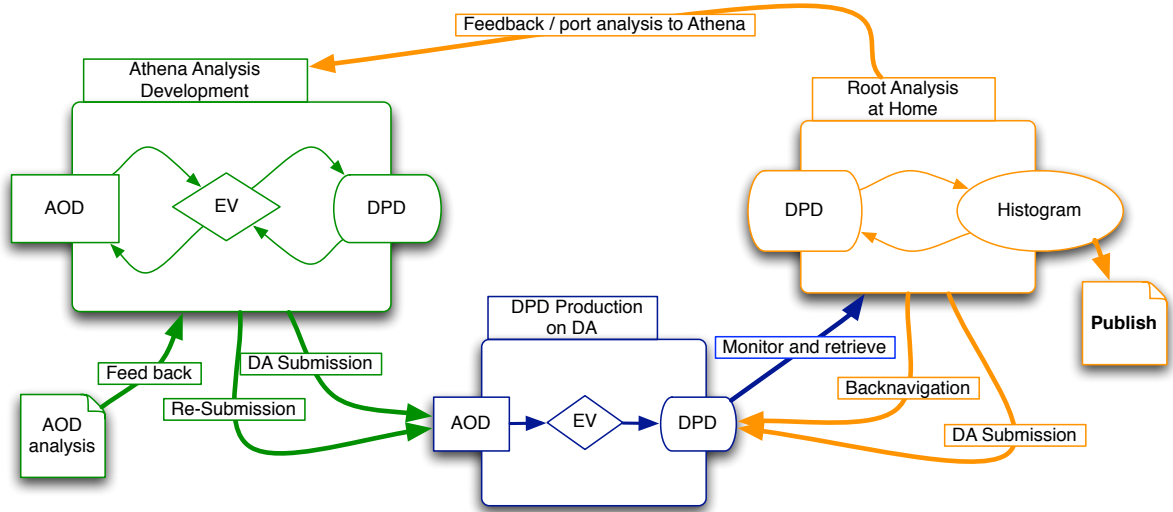 Feedback / port analysis to Athena
Athena Analysis
Development
Root Analysis
at Home
AOD
EV
DPD
DPD
Histogram
DPD Production
on DA
Publish
Monitor and retrieve
DA Submission
Feed back
Re-Submission
Backnavigation
AOD
analysis
AOD
EV
DPD
DA Submission